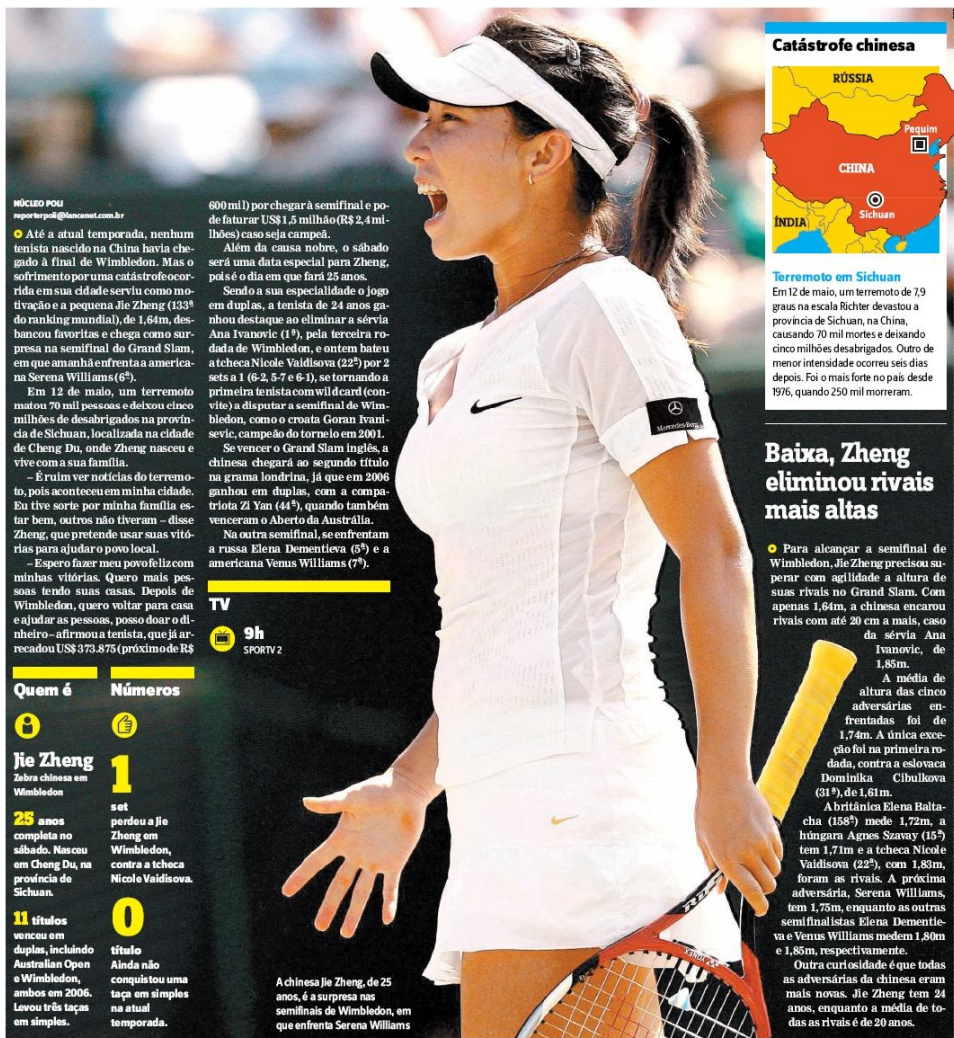 NÚCLEO POLI
reporterpoli@lancenet.com.br
Até a atual temporada, nenhum
tenista nascido na China havia che-
gado à final de Wimbledon. Mas o
sofrimento por uma catástrofe ocor-
rida em sua cidade serviu como mo-
tivação e a pequena Jie Zheng (133ª
do ranking mundial), de 1,64m, des-
bancou favoritas e chega como sur-
presa na semifinal do Grand Slam,
em que amanhã enfrenta a america-
na Serena Williams (6ª).
Em 12 de maio, um terremoto
matou 70 mil pessoas e deixou cinco
milhões de desabrigados na provín-
cia de Sichuan, localizada na cidade
de Cheng Du, onde Zheng nasceu e
vive com a sua família.
– É ruim ver notícias do terremo-
to, pois aconteceu em minha cidade.
Eu tive sorte por minha família es-
tar bem, outros não tiveram – disse
Zheng, que pretende usar suas vitó-
rias para ajudar o povo local.
– Espero fazer meu povo feliz com
minhas vitórias. Quero mais pes-
soas tendo suas casas. Depois de
Wimbledon, quero voltar para casa
e ajudar as pessoas, posso doar o di-
nheiro – afirmou a tenista, que já ar-
recadou US$ 373.875 (próximo de R$
600 mil) por chegar à semifinal e po-
de faturar US$ 1,5 milhão (R$ 2,4 mi-
lhões) caso seja campeã.
Além da causa nobre, o sábado
será uma data especial para Zheng,
pois é o dia em que fará 25 anos.
Sendo a sua especialidade o jogo
em duplas, a tenista de 24 anos ga-
nhou destaque ao eliminar a sérvia
Ana Ivanovic (1ª), pela terceira ro-
dada de Wimbledon, e ontem bateu
a tcheca Nicole Vaidisova (22ª) por 2
sets a 1 (6-2, 5-7 e 6-1), se tornando a
primeira tenista com wild card (con-
vite) a disputar a semifinal de Wim-
bledon, como o croata Goran Ivani-
sevic, campeão do torneio em 2001.
Se vencer o Grand Slam inglês, a
chinesa chegará ao segundo título
na grama londrina, já que em 2006
ganhou em duplas, com a compa-
triota Zi Yan (44ª), quando também
venceram o Aberto da Austrália.
Na outra semifinal, se enfrentam
a russa Elena Dementieva (5ª) e a
americana Venus Williams (7ª).
TV
9h
SPORTV 2
Quem é
Jie Zheng
Zebra chinesa em
Wimbledon
25 anos
completa no
sábado. Nasceu
em Cheng Du, na
província de
Sichuan.
11 títulos
venceu em
duplas, incluindo
Australian Open
e Wimbledon,
ambos em 2006.
Levou três taças
em simples.
Números
1
set
perdeu a Jie
Zheng em
Wimbledon,
contra a tcheca
Nicole Vaidisova.
0
título
Ainda não
conquistou uma
taça em simples
na atual
temporada.
A chinesa Jie Zheng, de 25
anos, é a surpresa nas
semifinais de Wimbledon, em
que enfrenta Serena Williams
Mercedes-Benz
YONEX
Catástrofe chinesa
RÚSSIA
Pequim
CHINA
Sichuan
ÍNDIA
Terremoto em Sichuan
Em 12 de maio, um terremoto de 7,9
graus na escala Richter devastou a
província de Sichuan, na China,
causando 70 mil mortes e deixando
cinco milhões desabrigados. Outro de
menor intensidade ocorreu seis dias
depois. Foi o mais forte no país desde
1976, quando 250 mil morreram.
Baixa, Zheng
eliminou rivais
mais altas
Para alcançar a semifinal de
Wimbledon, Jie Zheng precisou su-
perar com agilidade a altura de
suas rivais no Grand Slam. Com
apenas 1,64m, a chinesa encarou
rivais com até 20 cm a mais, caso
da sérvia Ana
Ivanovic, de
1,85m.
A média de
altura das cinco
adversárias en-
frentadas foi de
1,74m. A única exce-
ção foi na primeira ro-
dada, contra a eslovaca
Dominika Cibulkova
(31ª), de 1,61m.
A britânica Elena Balta-
cha (158ª) mede 1,72m, a
húngara Agnes Szavay (15ª)
tem 1,71m e a tcheca Nicole
Vaidisova (22ª), com 1,83m,
foram as rivais. A próxima
adversária, Serena Williams,
tem 1,75m, enquanto as outras
semifinalistas Elena Dementie-
va e Venus Williams medem 1,80m
e 1,85m, respectivamente.
Outra curiosidade é que todas
as adversárias da chinesa eram
mais novas. Jie Zheng tem 24
anos, enquanto a média de to-
das as rivais é de 20 anos.